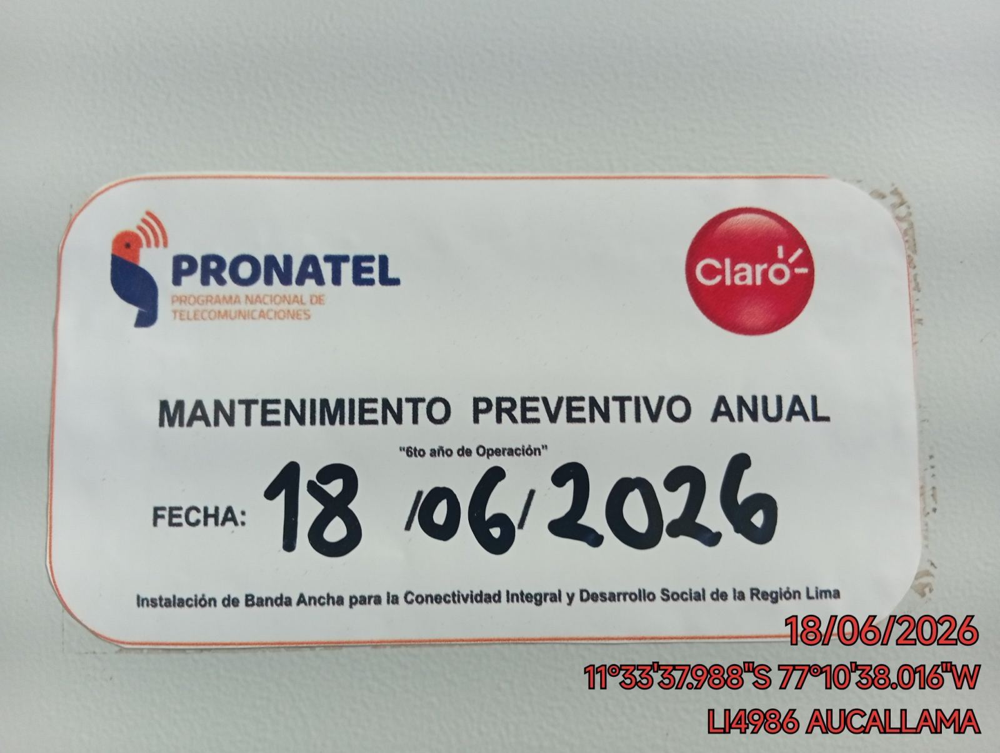 PRONATEL
PROGRAMA NACIONAL DE
TELECOMUNICACIONES
Claro
MANTENIMIENTO PREVENTIVO ANUAL
"6to año de Operación"
FECHA: 18 /06/2026
Instalación de Banda Ancha para la Conectividad Integral y Desarrollo Social de la Región Lima
18/06/2026
11°33'37.988"S 77°10'38.016"W
LI4986 AUCALLAMA